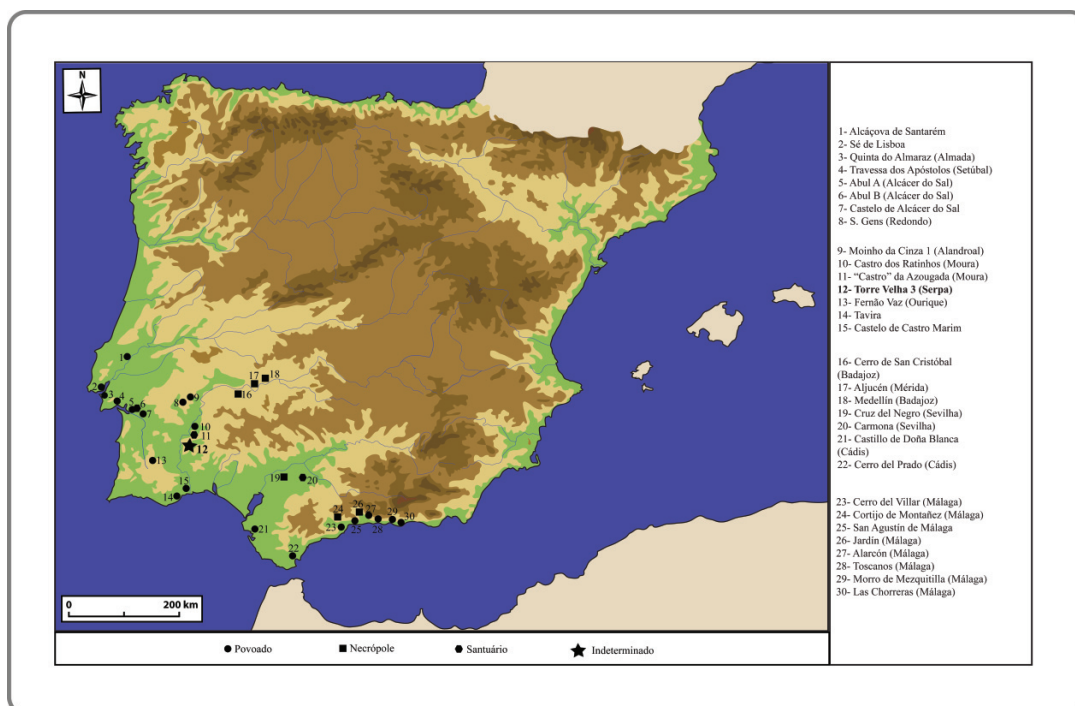 N
1- Alcáçova de Santarém
2- Sé de Lisboa
3- Quinta do Almaraz (Almada)
4- Travessa dos Apóstolos (Setúbal)
5- Abul A (Alcácer do Sal)
6- Abul B (Alcácer do Sal)
7- Castelo de Alcácer do Sal
8- S. Gens (Redondo)
9- Moinho da Cinza 1 (Alandroal)
10- Castro dos Ratinhos (Moura)
11- “Castro” da Azougada (Moura)
12- Torre Velha 3 (Serpa)
13- Fernão Vaz (Ourique)
14- Tavira
15- Castelo de Castro Marim
16- Cerro de San Cristóbal
(Badajoz)
17- Aljucén (Mérida)
18- Medellín (Badajoz)
19- Cruz del Negro (Sevilha)
20- Carmona (Sevilha)
21- Castillo de Doña Blanca
(Cádis)
22- Cerro del Prado (Cádis)
23- Cerro del Villar (Málaga)
24- Cortijo de Montañez (Málaga)
25- San Agustín de Málaga
26- Jardín (Málaga)
27- Alarcón (Málaga)
28- Toscanos (Málaga)
29- Morro de Mezquitilla (Málaga)
30- Las Chorreras (Málaga)
1
18
17
16
2
3
4
5
6
7
8
9
10
11
12
13
15
14
19
20
21
22
24
26
27
29
23
25
28
30
0 200 km
Povoado Necrópole Santuário Indeterminado